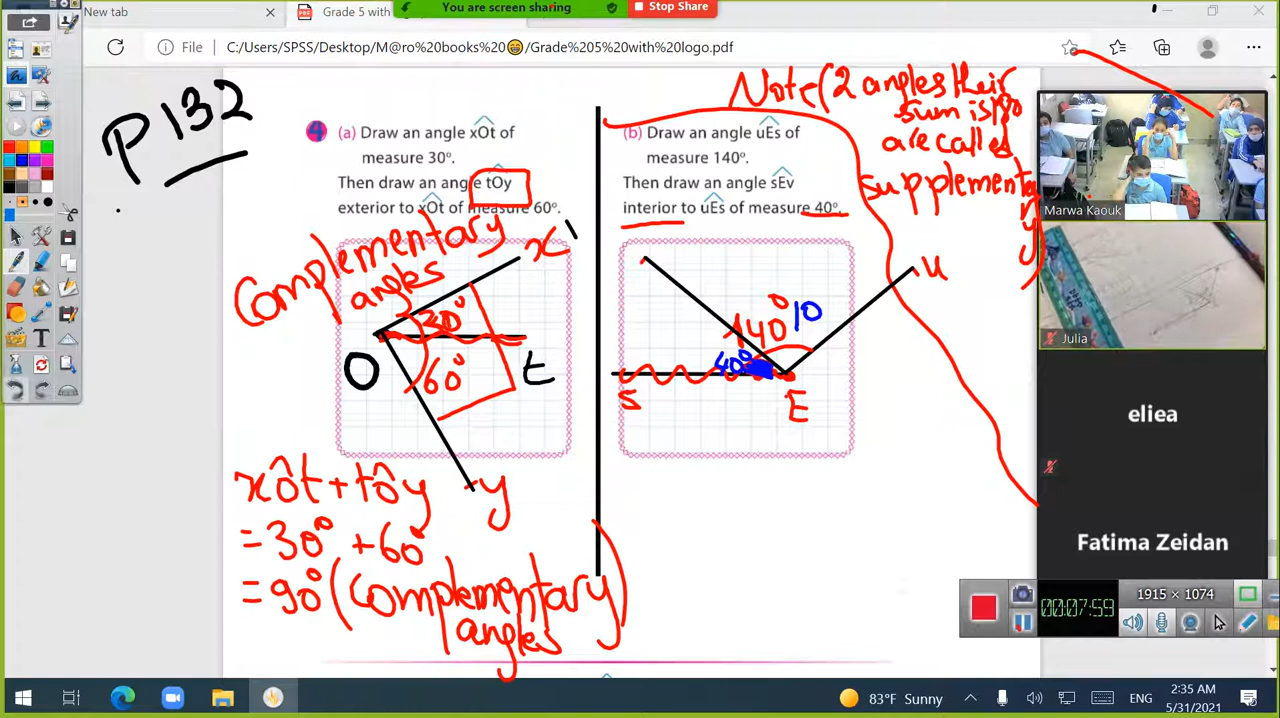 New tab
Grade 5 with
You are screen sharing
Stop Share
File
C:/Users/SPSS/Desktop/M@ro%20books%20😅/Grade%205%20with%20logo.pdf
P132
4 (a) Draw an angle xOt of
measure 30°.
Then draw an angle tOy
exterior to xOt of measure 60°.
(b) Draw an angle uEs of
measure 140°.
Then draw an angle sEv
interior to uEs of measure 40°.
Note (2 angles their
sum is 180
are called
supplementary)
Complementary
angles
x
30°
60°
O
t
y
140°
10
40°
u
S
E
xôt + tôy
= 30° + 60°
= 90° (complementary
angles
Marwa Kaouk
Julia
eliea
Fatima Zeidan
1915 × 1074
00:07:59
83°F Sunny
ENG
2:35 AM
5/31/2021